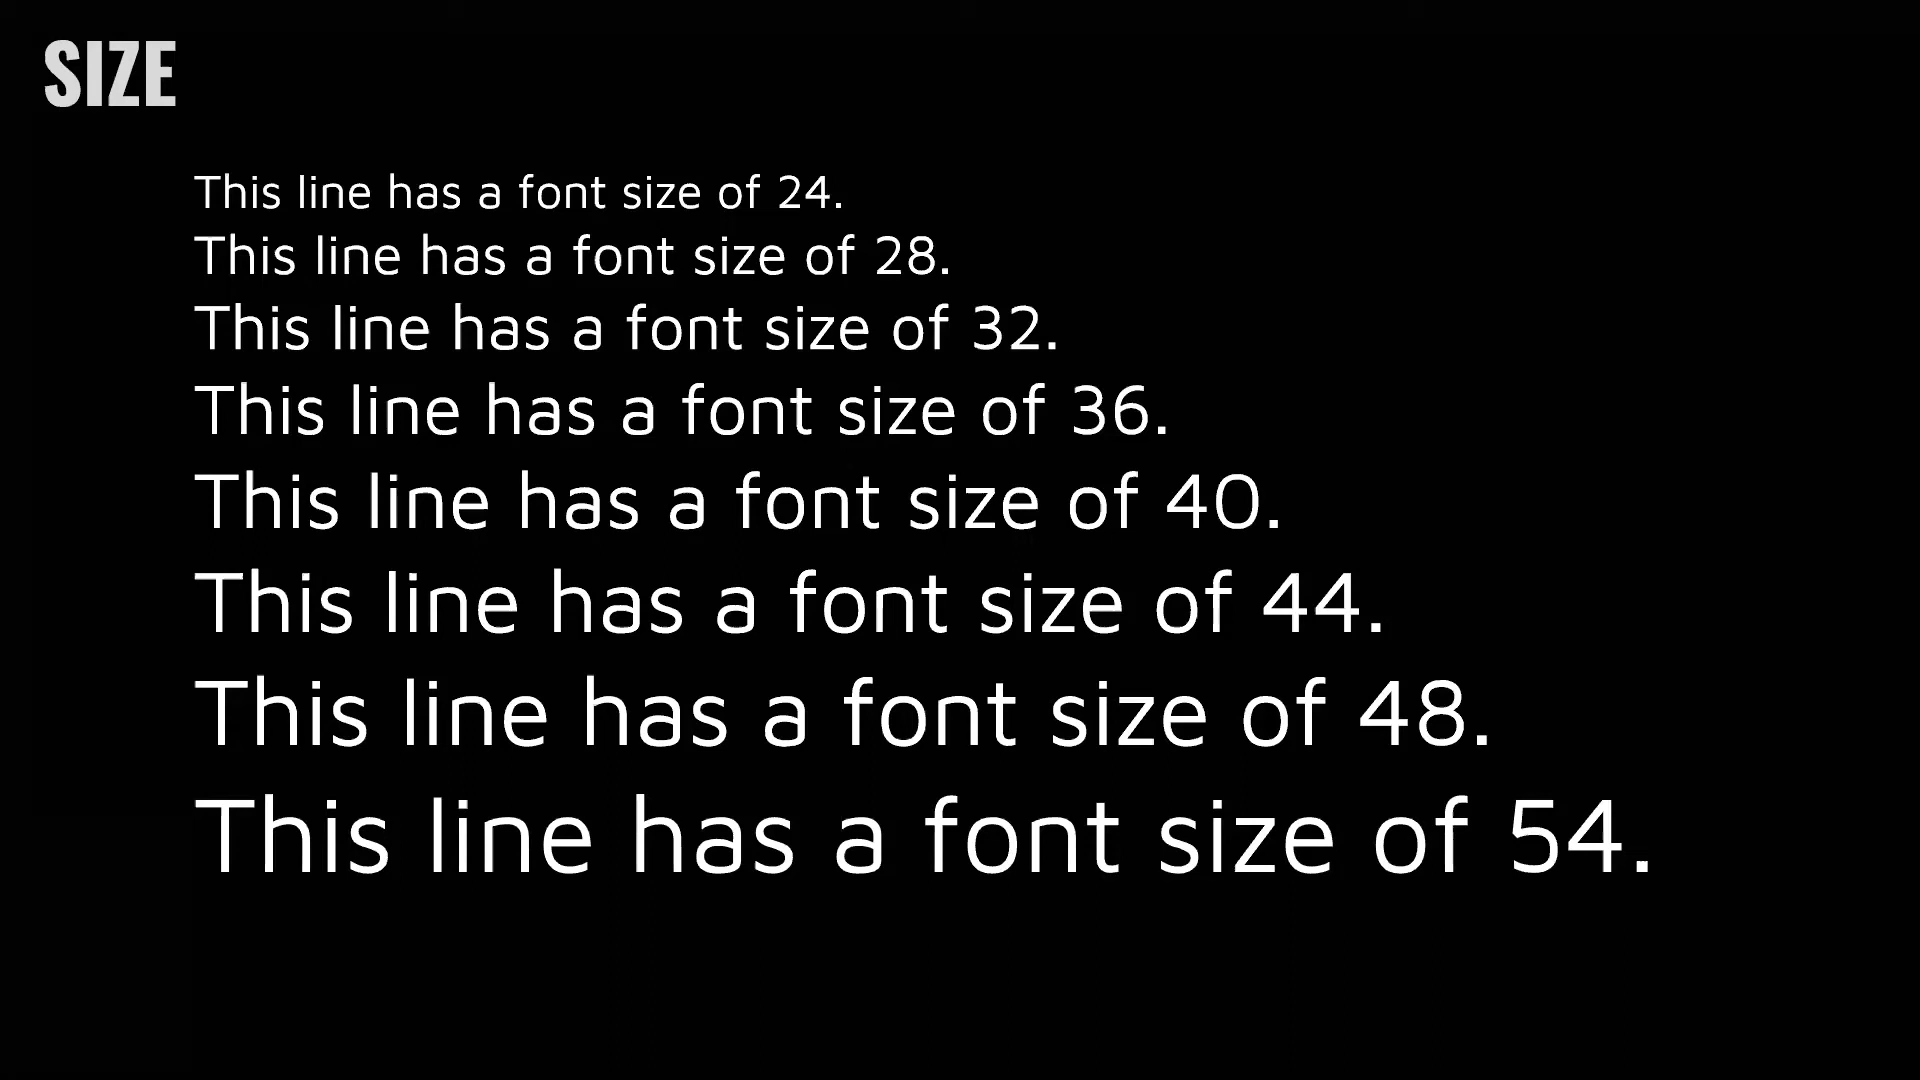 SIZE
This line has a font size of 24.
This line has a font size of 28.
This line has a font size of 32.
This line has a font size of 36.
This line has a font size of 40.
This line has a font size of 44.
This line has a font size of 48.
This line has a font size of 54.